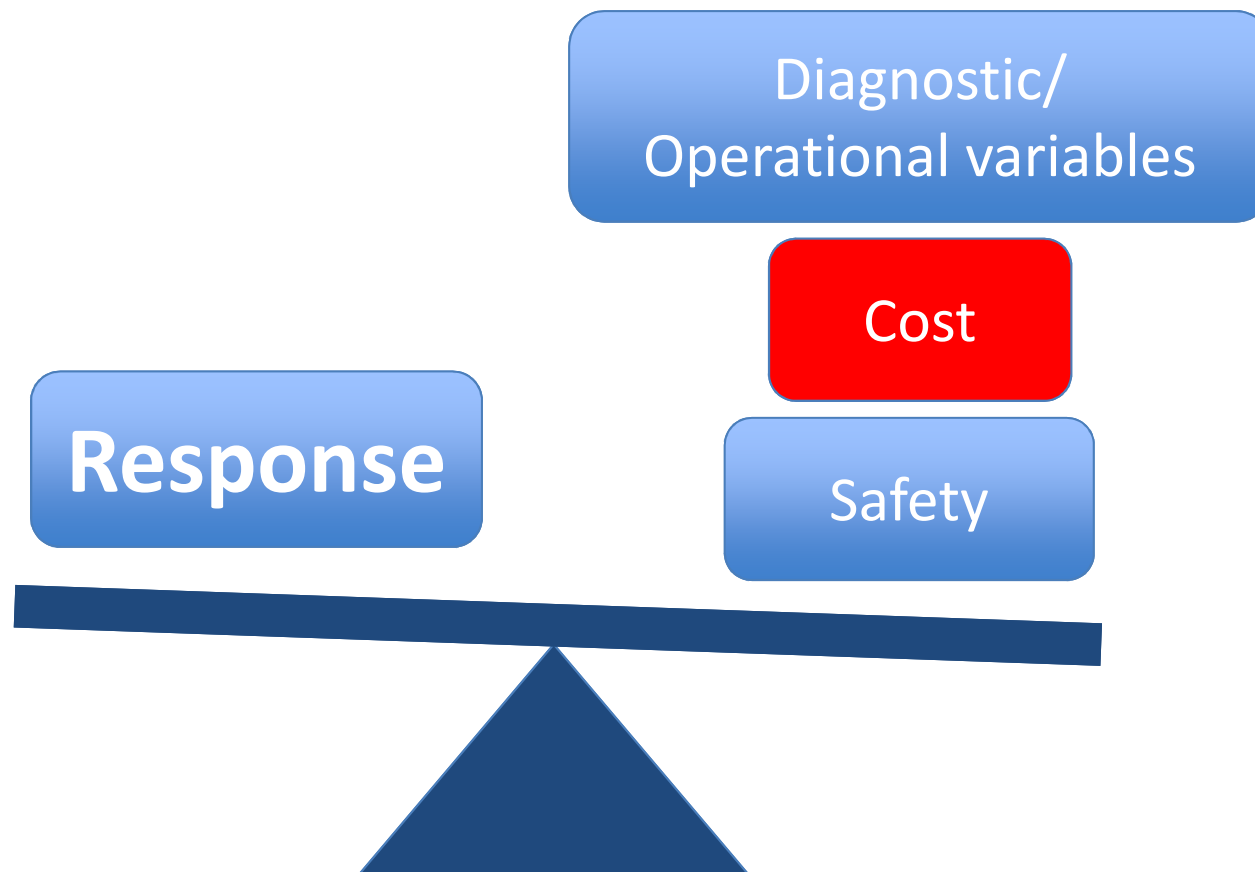 Diagnostic/
Operational variables
Cost
Response
Safety